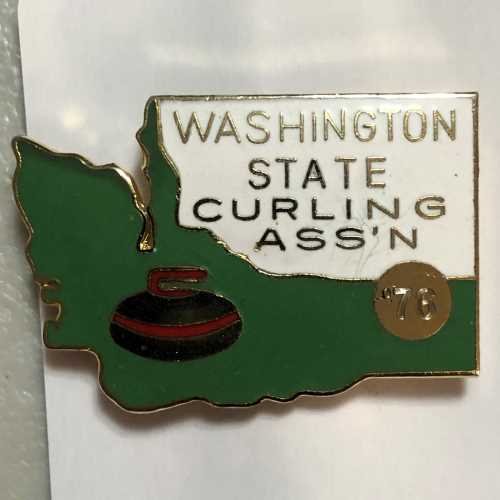 WASHINGTON
STATE
CURLING
ASS'N
'76